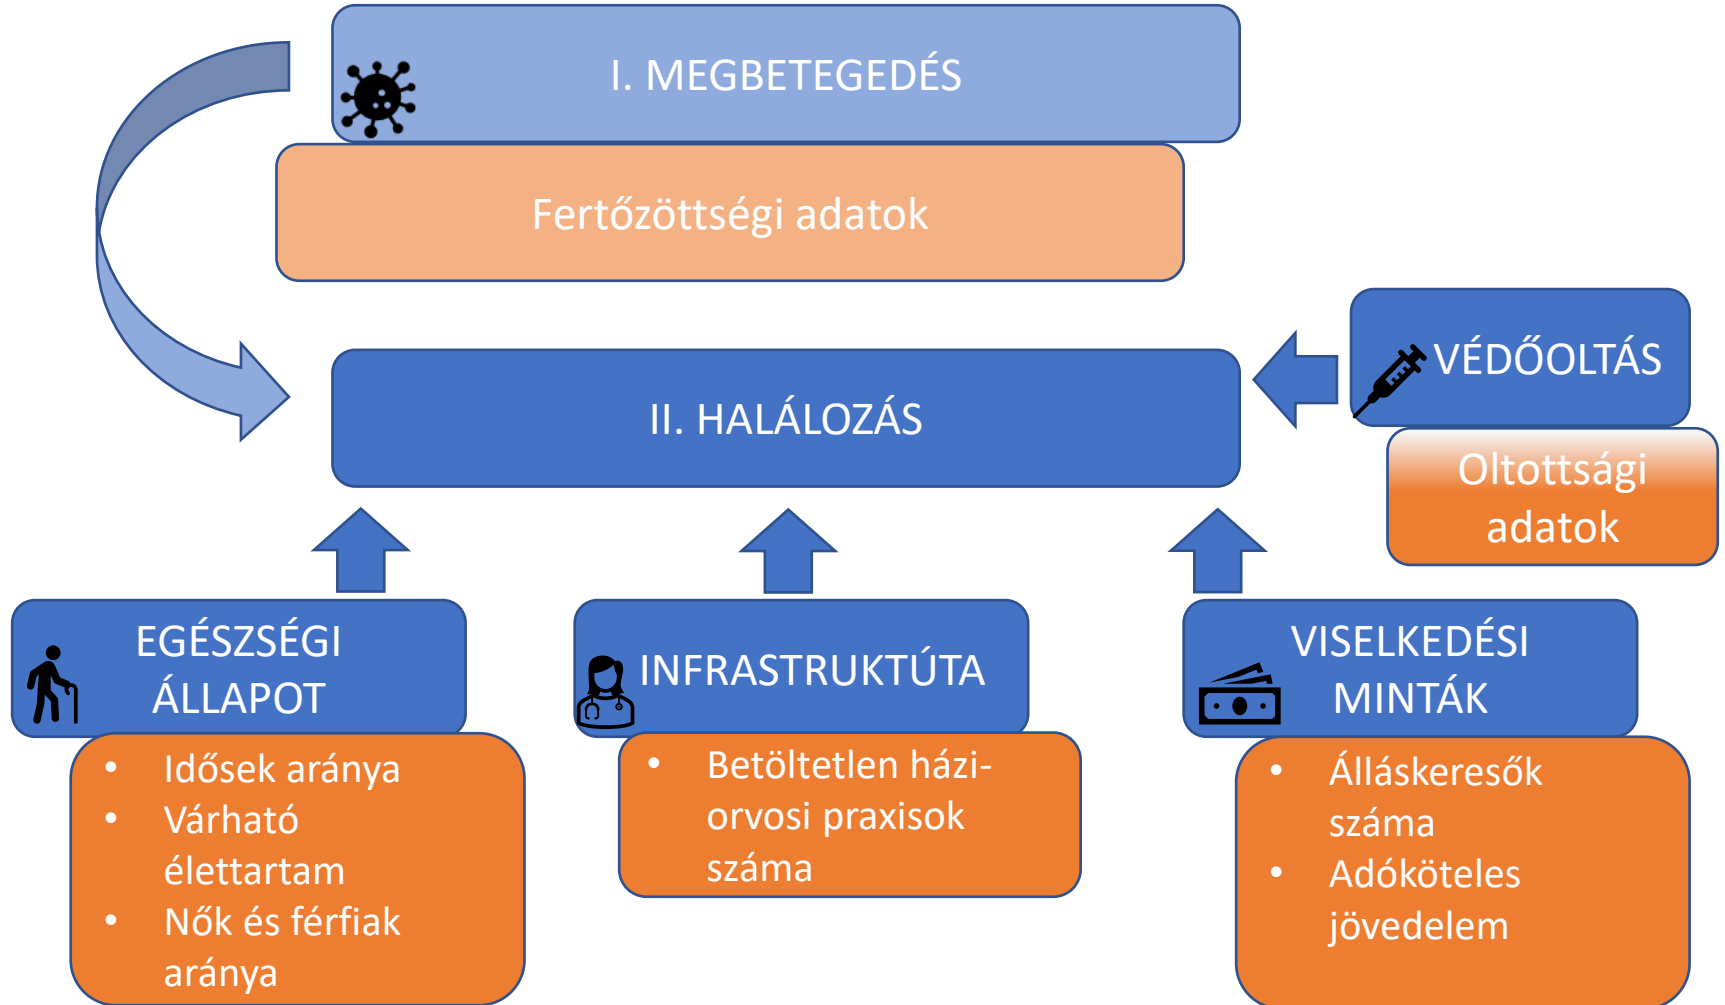 I. MEGBETEGEDÉS
Fertőzöttségi adatok
II. HALÁLOZÁS
VÉDŐOLTÁS
Oltottsági
adatok
EGÉSZSÉGI
ÁLLAPOT
• Idősek aránya
• Várható
élettartam
• Nők és férfiak
aránya
INFRASTRUKTÚTA
• Betöltetlen házi-
orvosi praxisok
száma
VISELKEDÉSI
MINTÁK
• Álláskeresők
száma
• Adóköteles
jövedelem